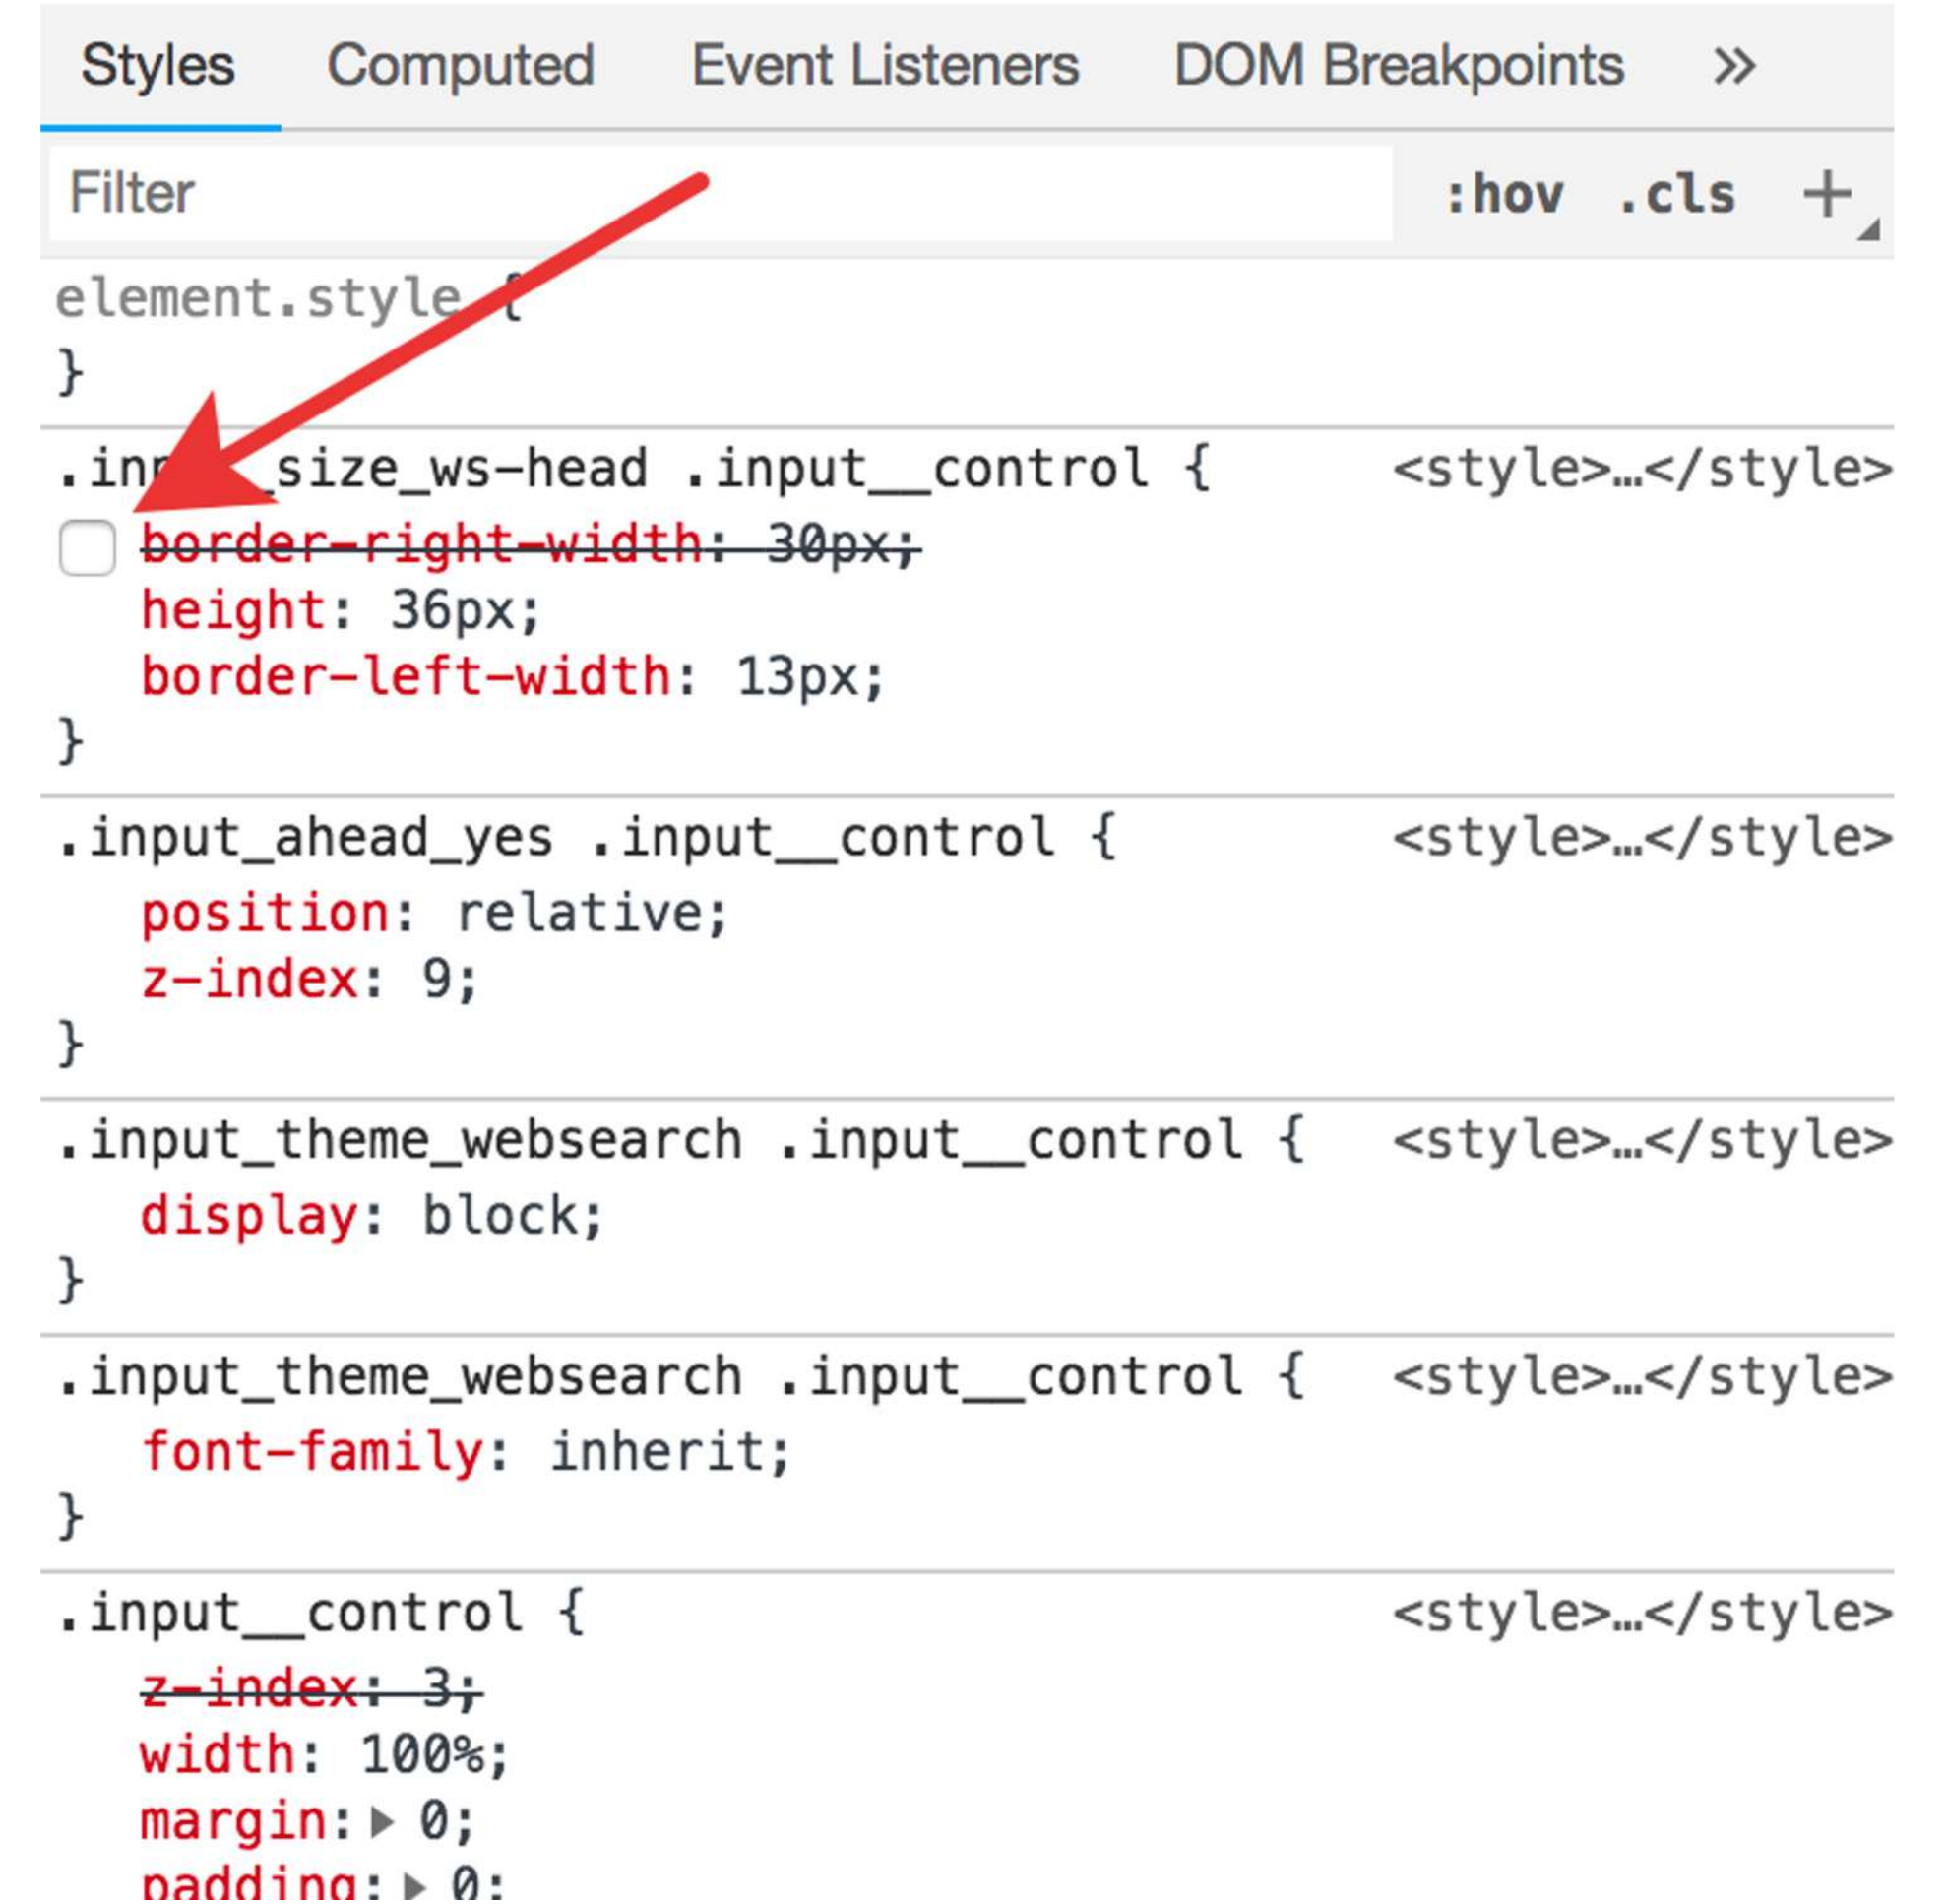 Styles Computed Event Listeners DOM Breakpoints »
Filter :hov .cls +
element.style {
}
_size_ws-head .input__control { <style>…</style>
border-right-width: 30px;
height: 36px;
border-left-width: 13px;
}
.input_ahead_yes .input__control { <style>…</style>
position: relative;
z-index: 9;
}
.input_theme_websearch .input__control { <style>…</style>
display: block;
}
.input_theme_websearch .input__control { <style>…</style>
font-family: inherit;
}
.input__control { <style>…</style>
z-index: 3;
width: 100%;
margin:▶ 0;
padding:▶ 0;